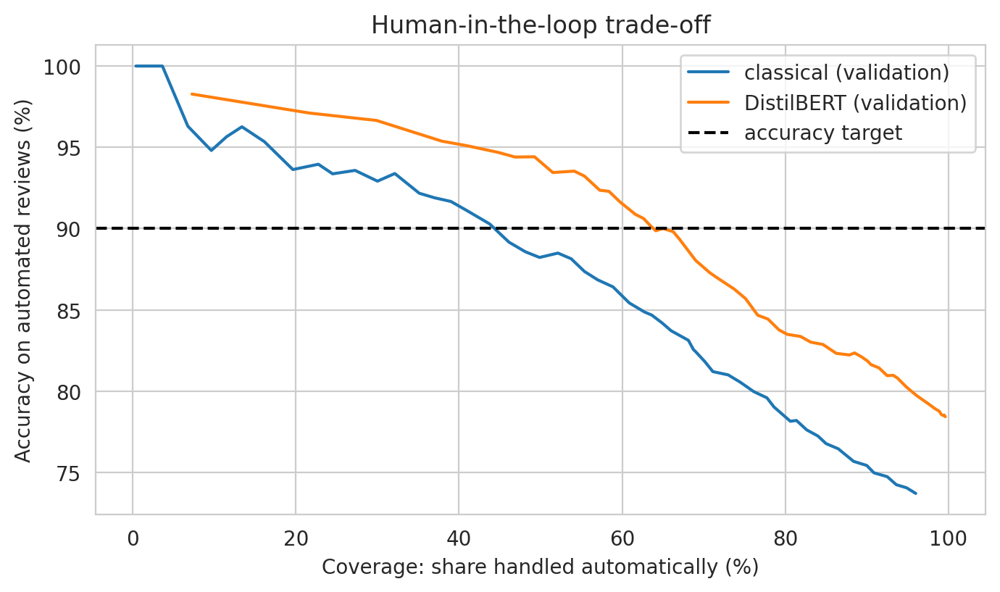 Human-in-the-loop trade-off
classical (validation)
DistilBERT (validation)
accuracy target
Accuracy on automated reviews (%)
100
95
90
85
80
75
0 20 40 60 80 100
Coverage: share handled automatically (%)